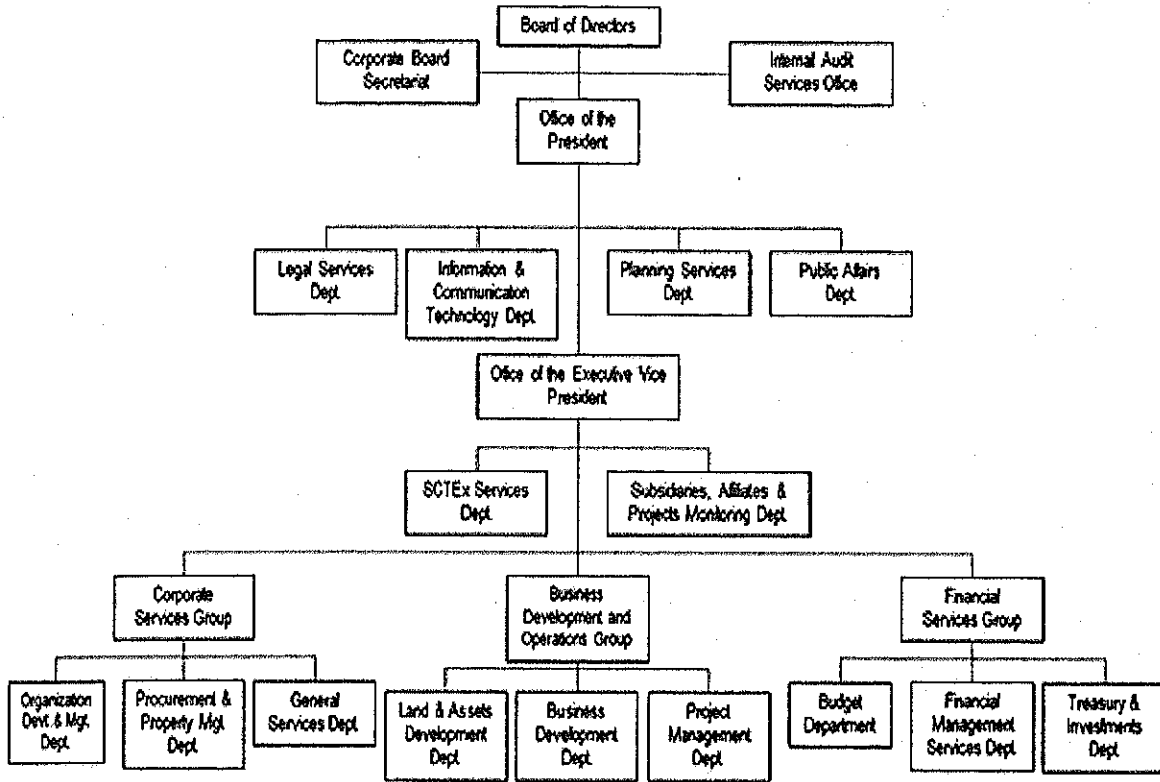 Board of Directors
Corporate Board
Secretariat
Internal Audit
Services Office
Office of the
President
Legal Services
Dept.
Information &
Communication
Technology Dept.
Planning Services
Dept.
Public Affairs
Dept.
Office of the Executive Vice
President
SCTEx Services
Dept.
Subsidiaries, Affiliates &
Projects Monitoring Dept.
Corporate
Services Group
Business
Development and
Operations Group
Financial
Services Group
Organization
Devt. & Mgt.
Dept.
Procurement &
Property Mgt.
Dept.
General
Services Dept.
Land & Assets
Development
Dept.
Business
Development
Dept.
Project
Management
Dept.
Budget
Department
Financial
Management
Services Dept.
Treasury &
Investments
Dept.